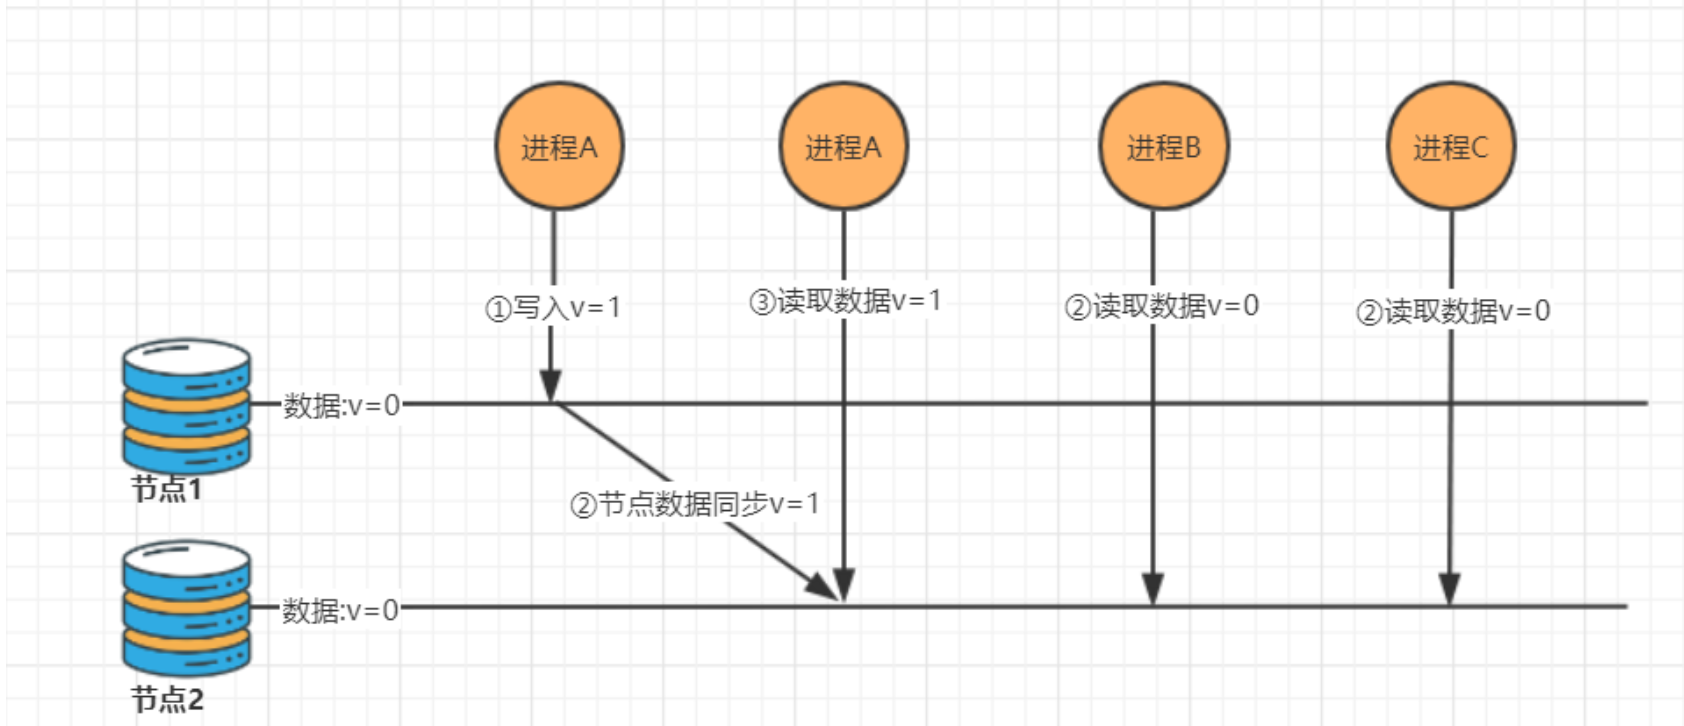 进程A
进程A
进程B
进程C
①写入v=1
③读取数据v=1
②读取数据v=0
②读取数据v=0
数据:v=0
节点1
②节点数据同步v=1
数据:v=0
节点2